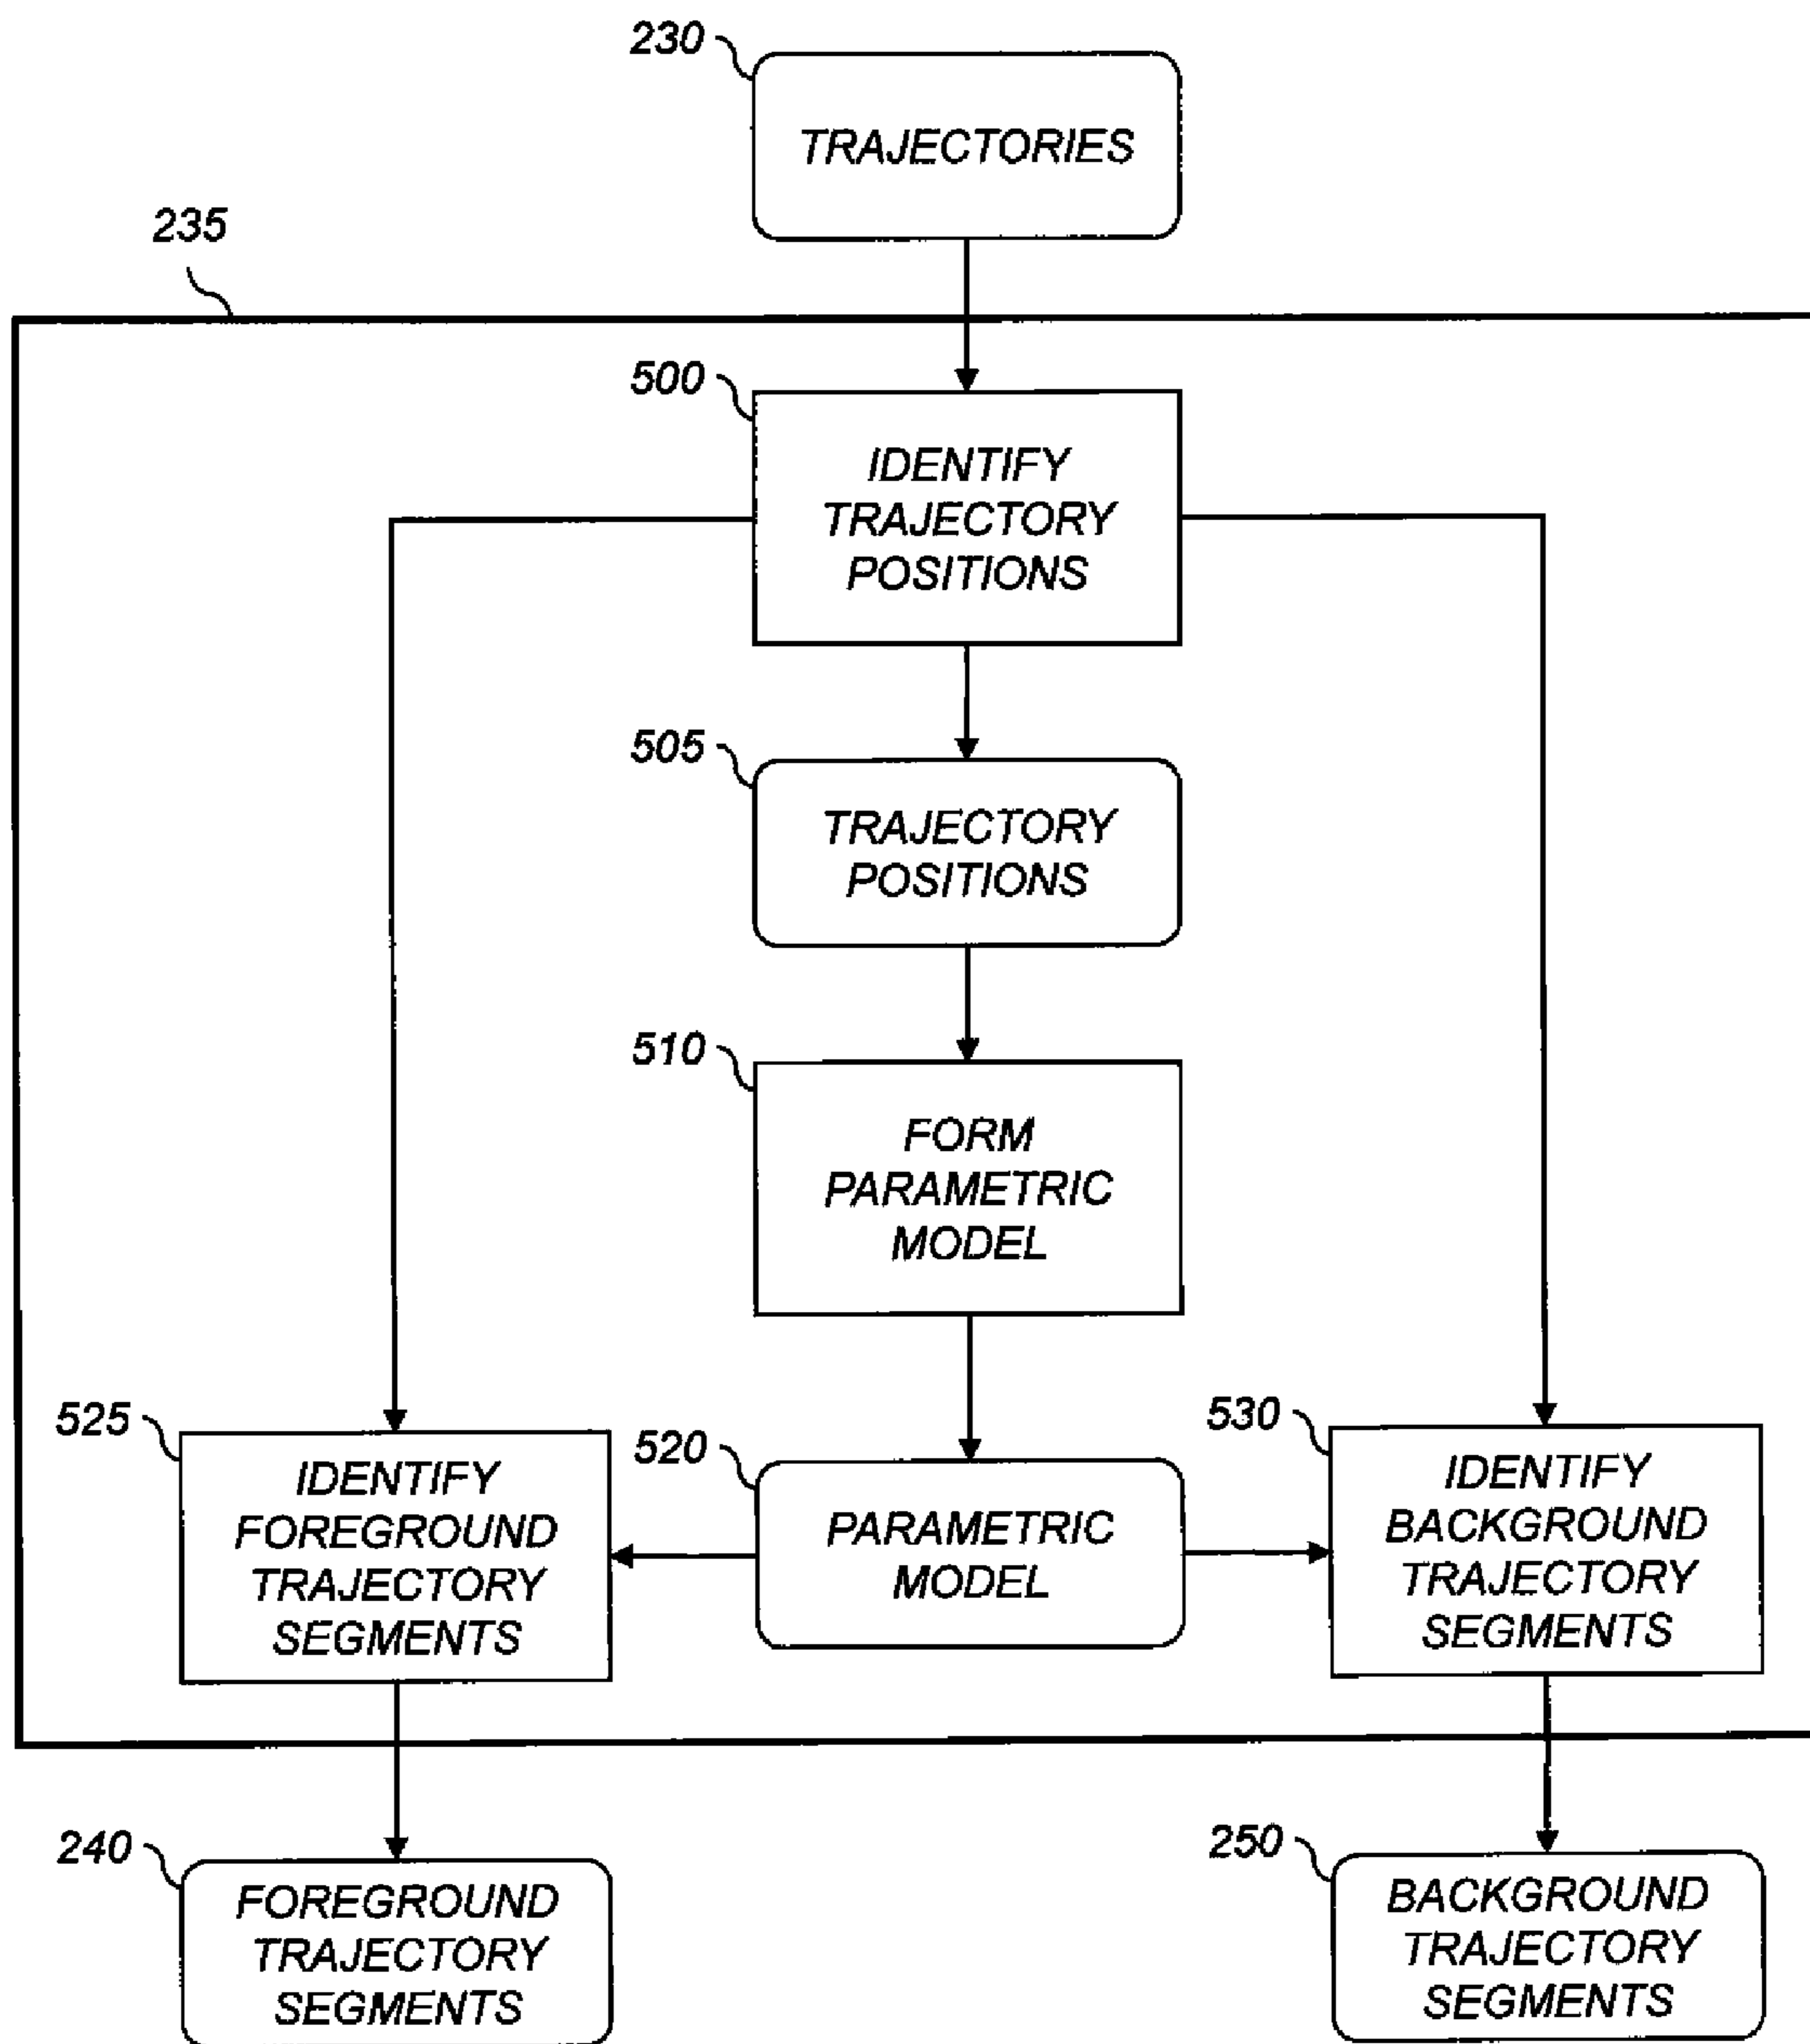 230
TRAJECTORIES
235
500
IDENTIFY
TRAJECTORY
POSITIONS
505
TRAJECTORY
POSITIONS
510
FORM
PARAMETRIC
MODEL
525
IDENTIFY
FOREGROUND
TRAJECTORY
SEGMENTS
520
PARAMETRIC
MODEL
530
IDENTIFY
BACKGROUND
TRAJECTORY
SEGMENTS
240
FOREGROUND
TRAJECTORY
SEGMENTS
250
BACKGROUND
TRAJECTORY
SEGMENTS